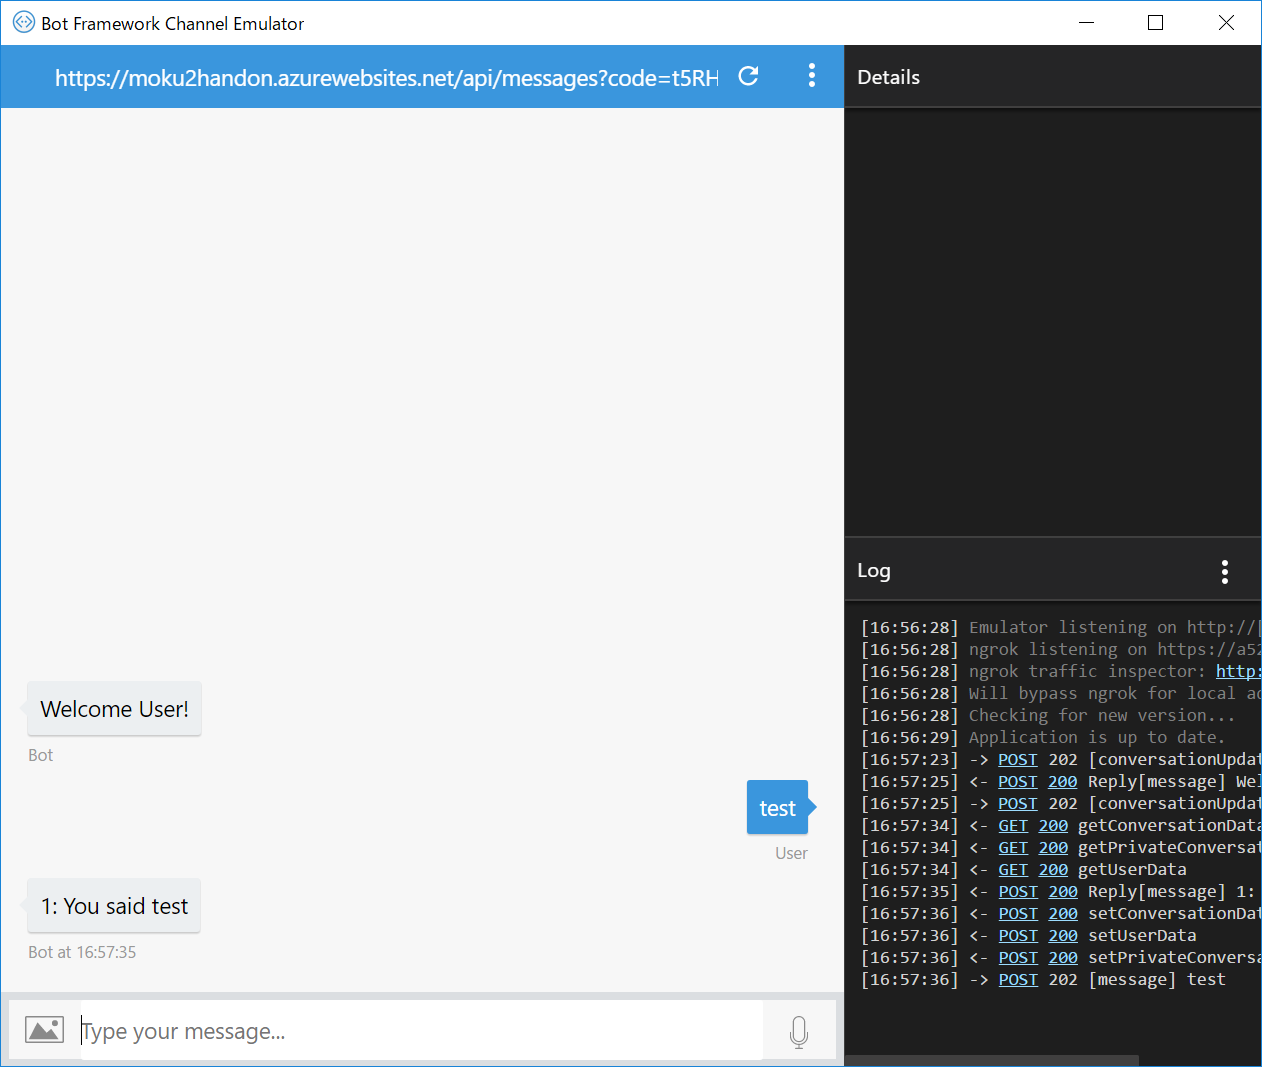 Bot Framework Channel Emulator
https://moku2handon.azurewebsites.net/api/messages?code=t5RH
Details
Welcome User!
Bot
test
User
1: You said test
Bot at 16:57:35
Type your message...
Log
[16:56:28] Emulator listening on http://
[16:56:28] ngrok listening on https://a52
[16:56:28] ngrok traffic inspector: http:
[16:56:28] Will bypass ngrok for local ad
[16:56:28] Checking for new version...
[16:56:29] Application is up to date.
[16:57:23] -> POST 202 [conversationUpdat
[16:57:25] <- POST 200 Reply[message] Wel
[16:57:25] -> POST 202 [conversationUpdat
[16:57:34] <- GET 200 getConversationData
[16:57:34] <- GET 200 getPrivateConversat
[16:57:34] <- GET 200 getUserData
[16:57:35] <- POST 200 Reply[message] 1:
[16:57:36] <- POST 200 setConversationDat
[16:57:36] <- POST 200 setUserData
[16:57:36] <- POST 200 setPrivateConversa
[16:57:36] -> POST 202 [message] test